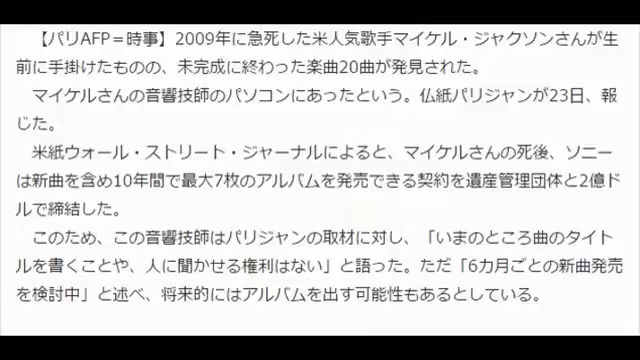 【パリAFP＝時事】2009年に急死した米人気歌手マイケル・ジャクソンさんが生
前に手掛けたものの、未完成に終わった楽曲20曲が発見された。
マイケルさんの音響技師のパソコンにあったという。仏紙パリジャンが23日、報
じた。
米紙ウォール・ストリート・ジャーナルによると、マイケルさんの死後、ソニー
は新曲を含め10年間で最大7枚のアルバムを発売できる契約を遺産管理団体と2億ド
ルで締結した。
このため、この音響技師はパリジャンの取材に対し、「いまのところ曲のタイト
ルを書くことや、人に聞かせる権利はない」と語った。ただ「6カ月ごとの新曲発売
を検討中」と述べ、将来的にはアルバムを出す可能性もあるとしている。